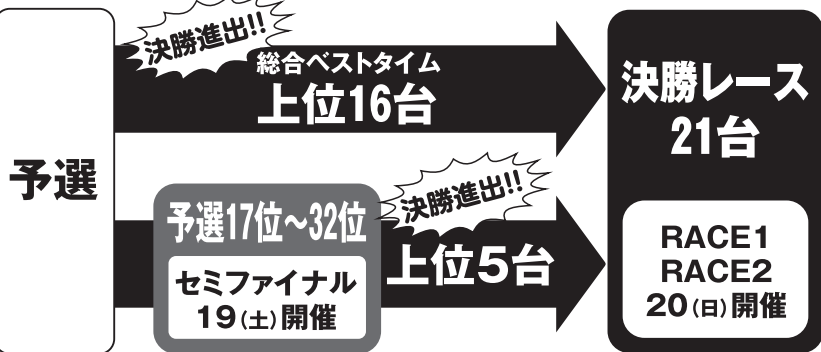 予選
決勝進出!!
総合ベストタイム
上位16台
予選17位～32位
セミファイナル
19(土)開催
決勝進出!!
上位5台
決勝レース
21台
RACE1
RACE2
20(日)開催